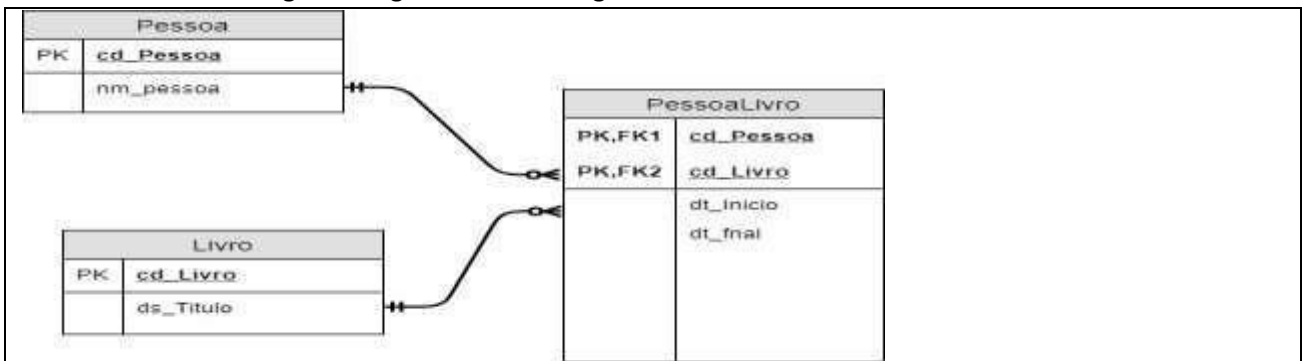 Pessoa
PK cd_Pessoa
nm_pessoa
PessoaLivro
PK,FK1 cd_Pessoa
PK,FK2 cd_Livro
dt_Inicio
dt_fnal
Livro
PK cd_Livro
ds_Titulo